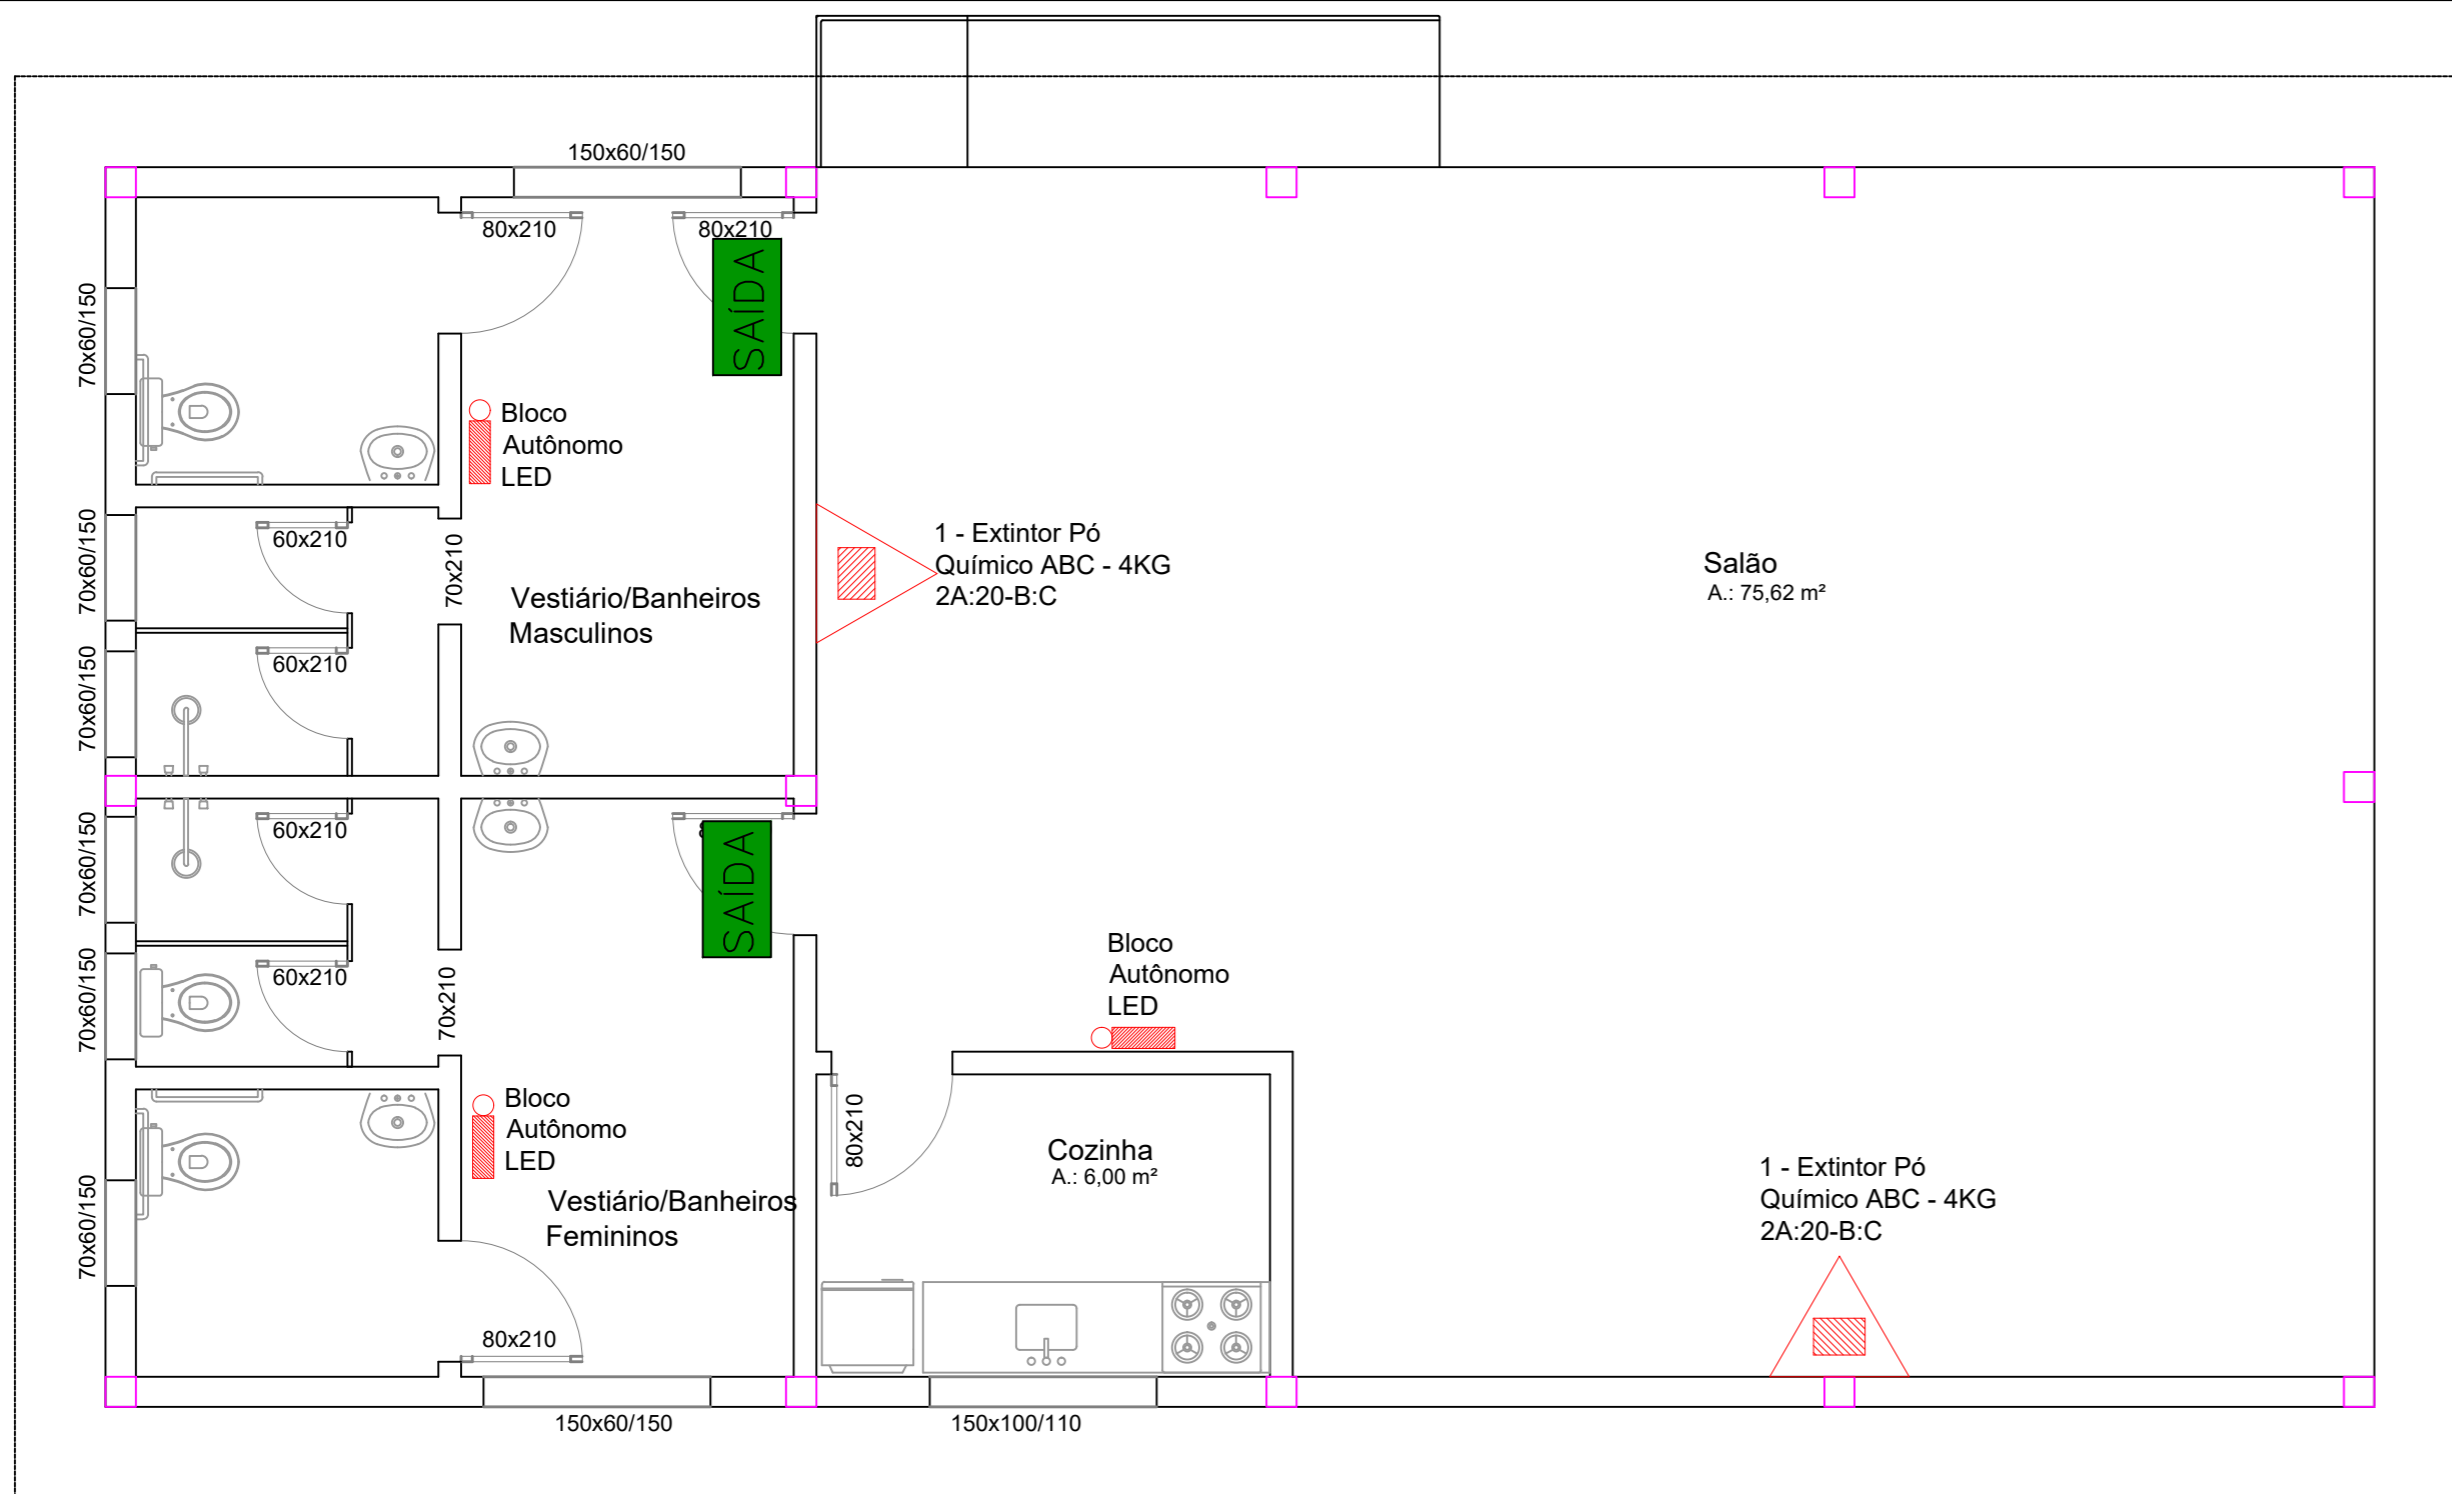 150x60/150
80x210
80x210
SAÍDA
70x60/150
Bloco
Autônomo
LED
70x60/150
60x210
70x210
1 - Extintor Pó
Químico ABC - 4KG
2A:20-B:C
Salão
A.: 75,62 m²
Vestiário/Banheiros
Masculinos
70x60/150
60x210
70x60/150
60x210
SAÍDA
70x60/150
60x210
70x210
Bloco
Autônomo
LED
Bloco
Autônomo
LED
80x210
Cozinha
A.: 6,00 m²
70x60/150
Vestiário/Banheiros
Femininos
1 - Extintor Pó
Químico ABC - 4KG
2A:20-B:C
80x210
150x60/150
150x100/110